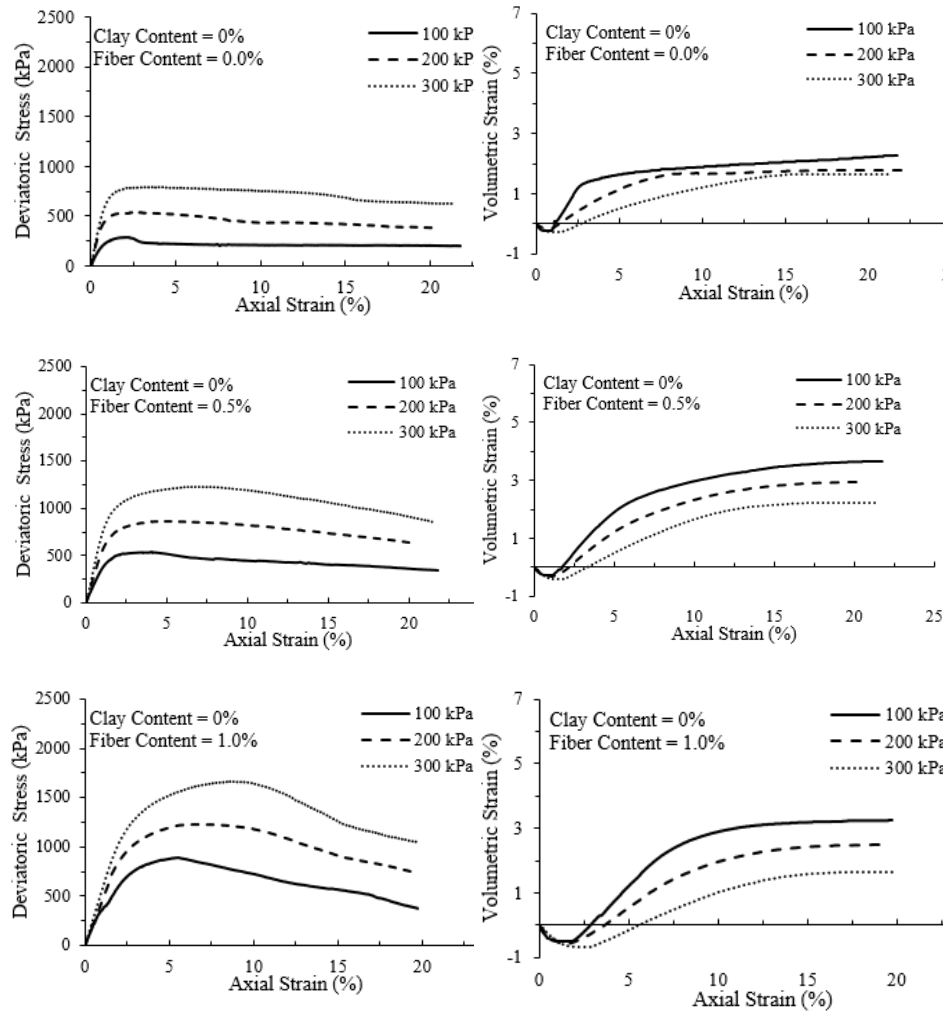 2500
2000
1500
1000
500
0
0
5
10
15
20
Deviatoric Stress (kPa)
Axial Strain (%)
Clay Content = 0%
Fiber Content = 0.0%
100 kP
200 kP
300 kP
7
5
3
1
-1
0
5
10
15
20
Volumetric Strain (%)
Axial Strain (%)
Clay Content = 0%
Fiber Content = 0.0%
100 kPa
200 kPa
300 kPa
2500
2000
1500
1000
500
0
0
5
10
15
20
Deviatoric Stress (kPa)
Axial Strain (%)
Clay Content = 0%
Fiber Content = 0.5%
100 kPa
200 kPa
300 kPa
7
5
3
1
-1
0
5
10
15
20
25
Volumetric Strain (%)
Axial Strain (%)
Clay Content = 0%
Fiber Content = 0.5%
100 kPa
200 kPa
300 kPa
2500
2000
1500
1000
500
0
0
5
10
15
20
Deviatoric Stress (kPa)
Axial Strain (%)
Clay Content = 0%
Fiber Content = 1.0%
100 kPa
200 kPa
300 kPa
7
5
3
1
-1
0
5
10
15
20
Volumetric Strain (%)
Axial Strain (%)
Clay Content = 0%
Fiber Content = 1.0%
100 kPa
200 kPa
300 kPa